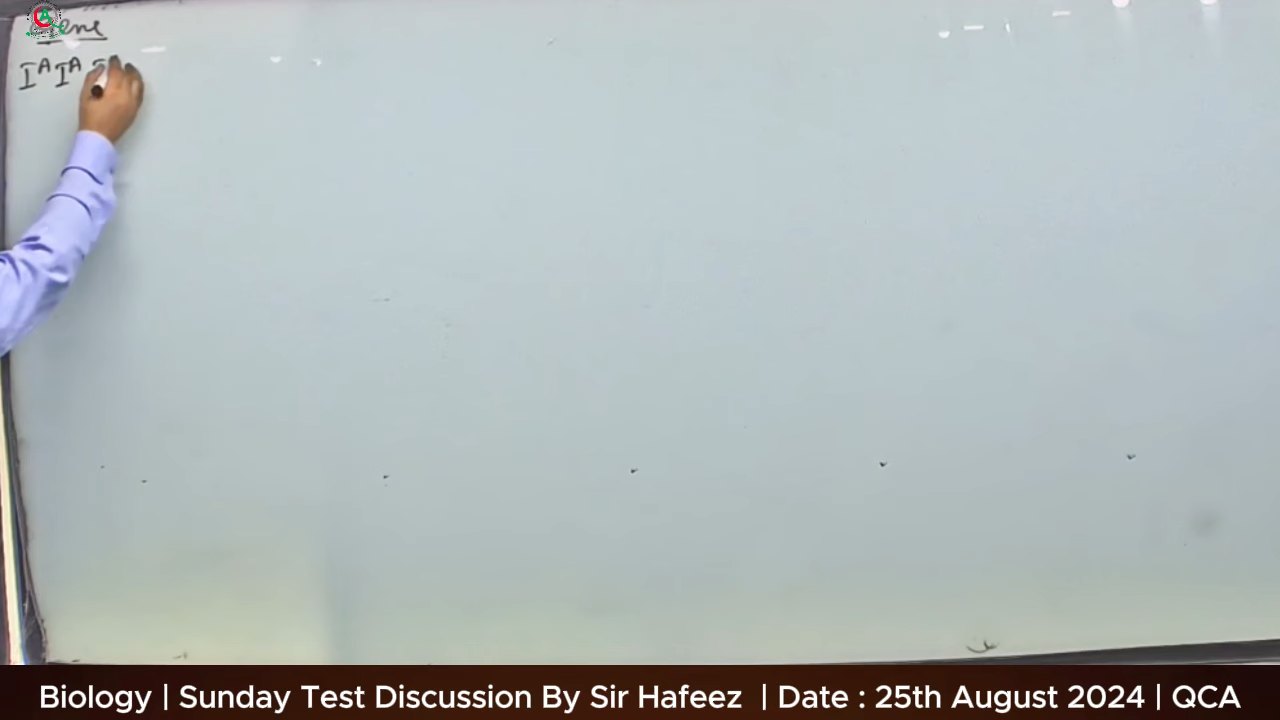 Gene
IᴬIᴬ I
Biology | Sunday Test Discussion By Sir Hafeez | Date : 25th August 2024 | QCA